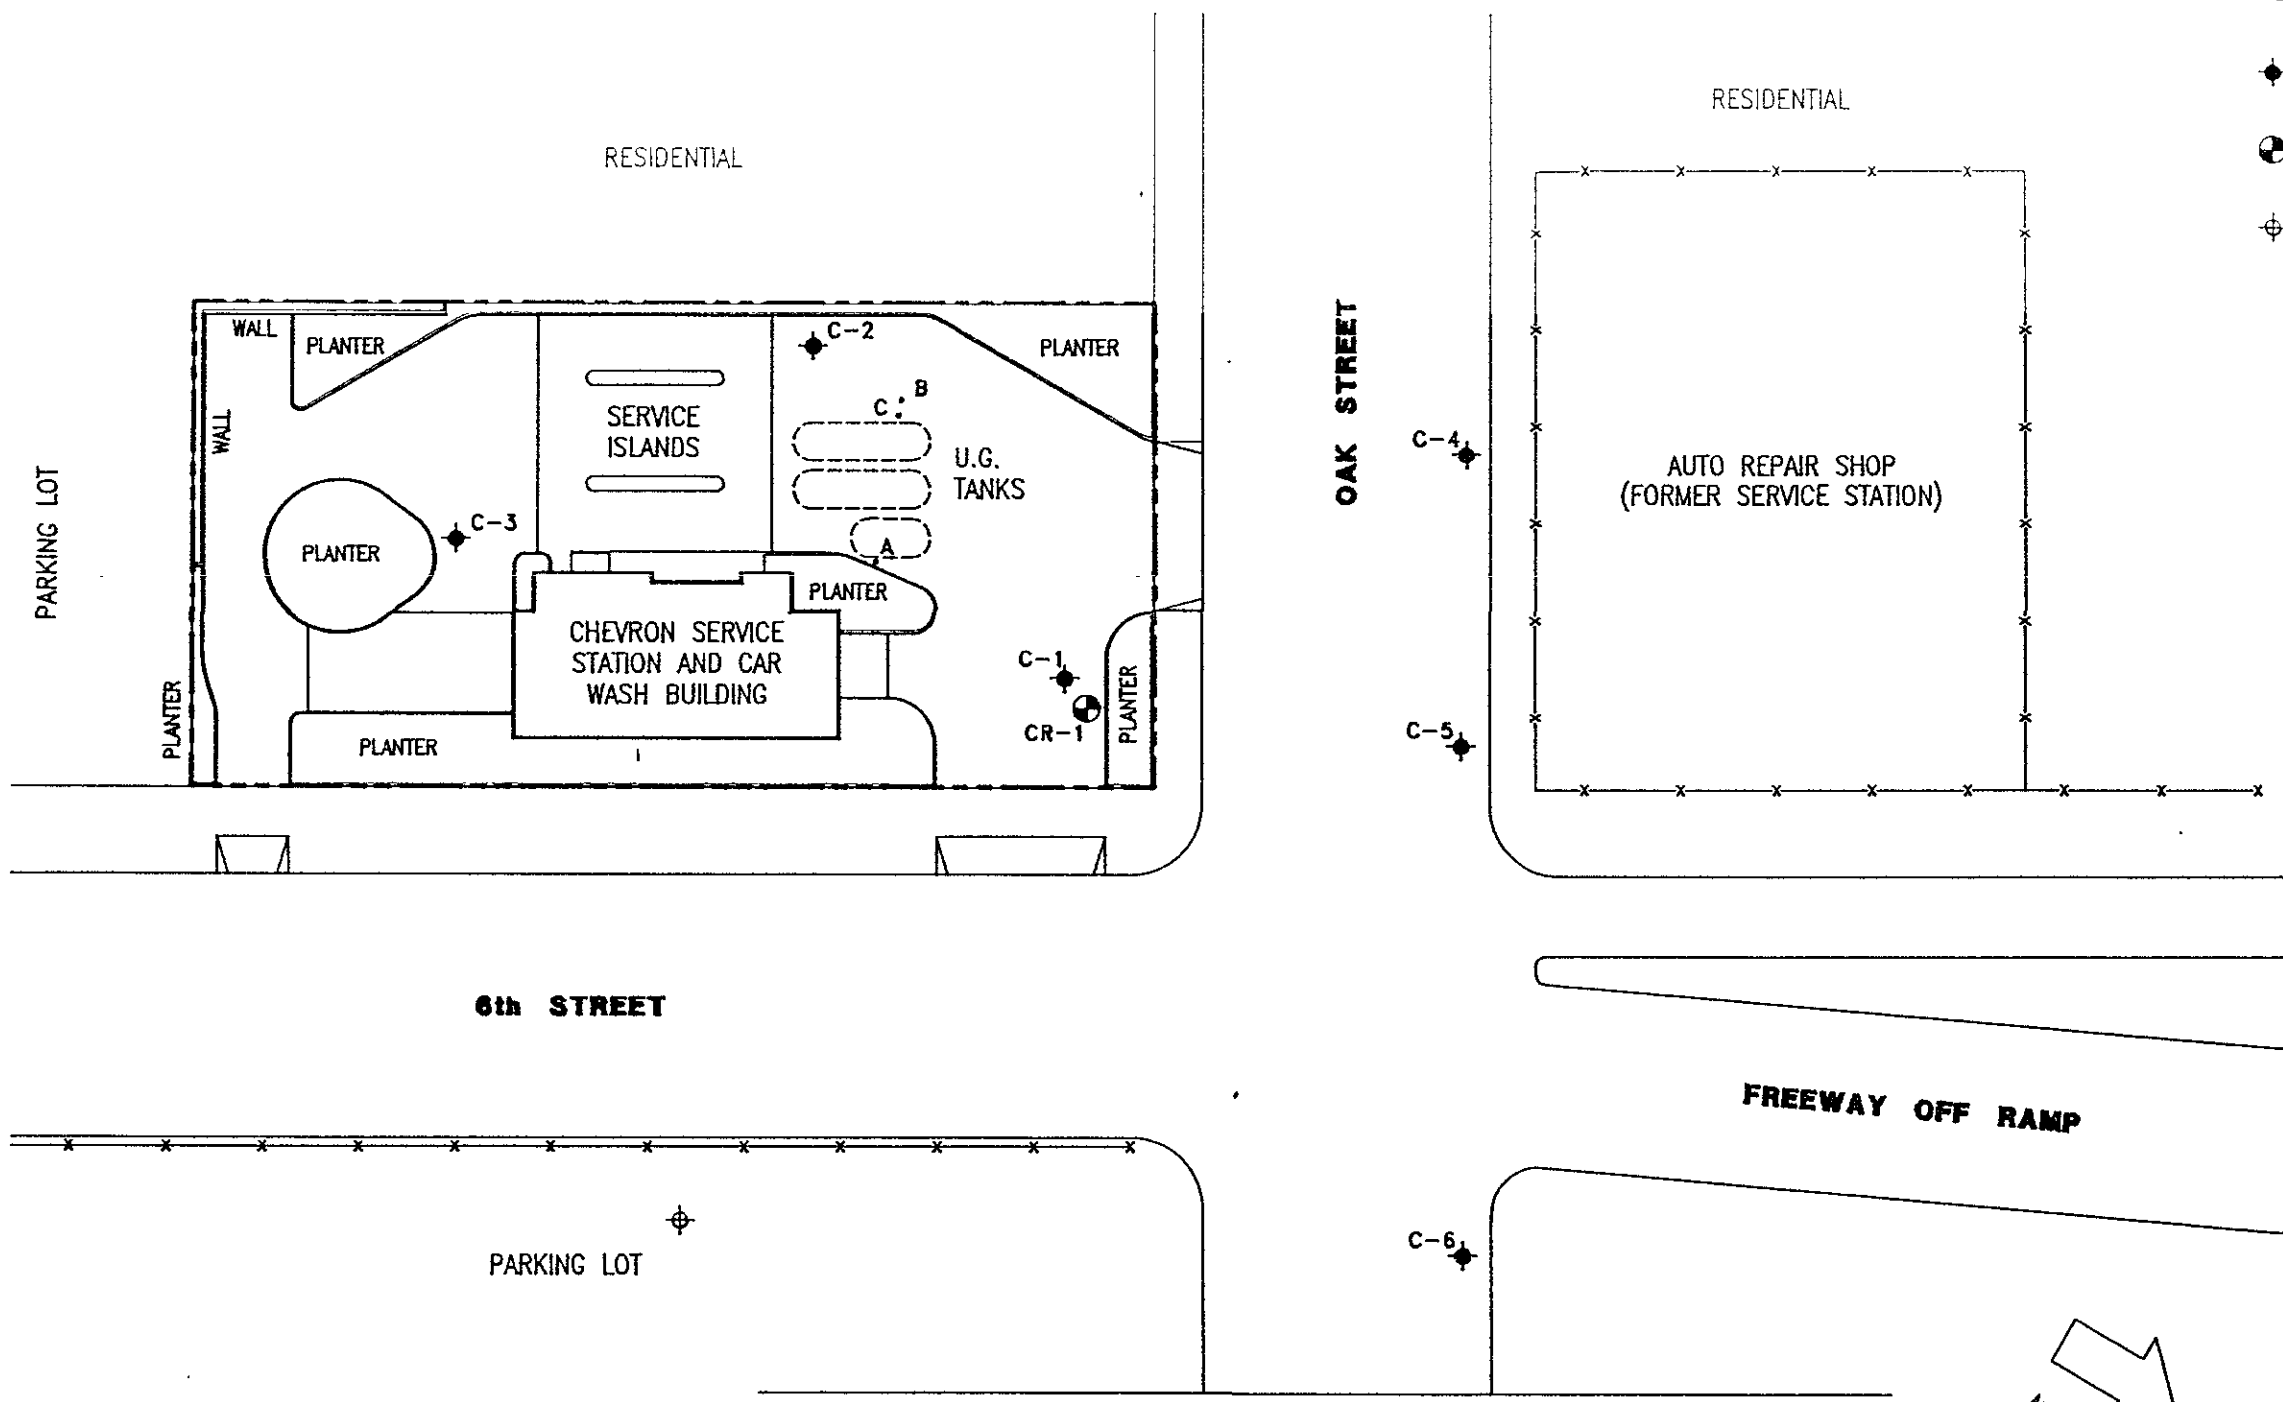 RESIDENTIAL
RESIDENTIAL
WALL
PLANTER
C-2
PLANTER
WALL
B
C
SERVICE
ISLANDS
U.G.
TANKS
OAK STREET
C-4
AUTO REPAIR SHOP
(FORMER SERVICE STATION)
PARKING LOT
C-3
PLANTER
A
PLANTER
CHEVRON SERVICE
STATION AND CAR
WASH BUILDING
C-1
CR-1
PLANTER
PLANTER
PLANTER
C-5
6th STREET
FREEWAY OFF RAMP
C-6
PARKING LOT